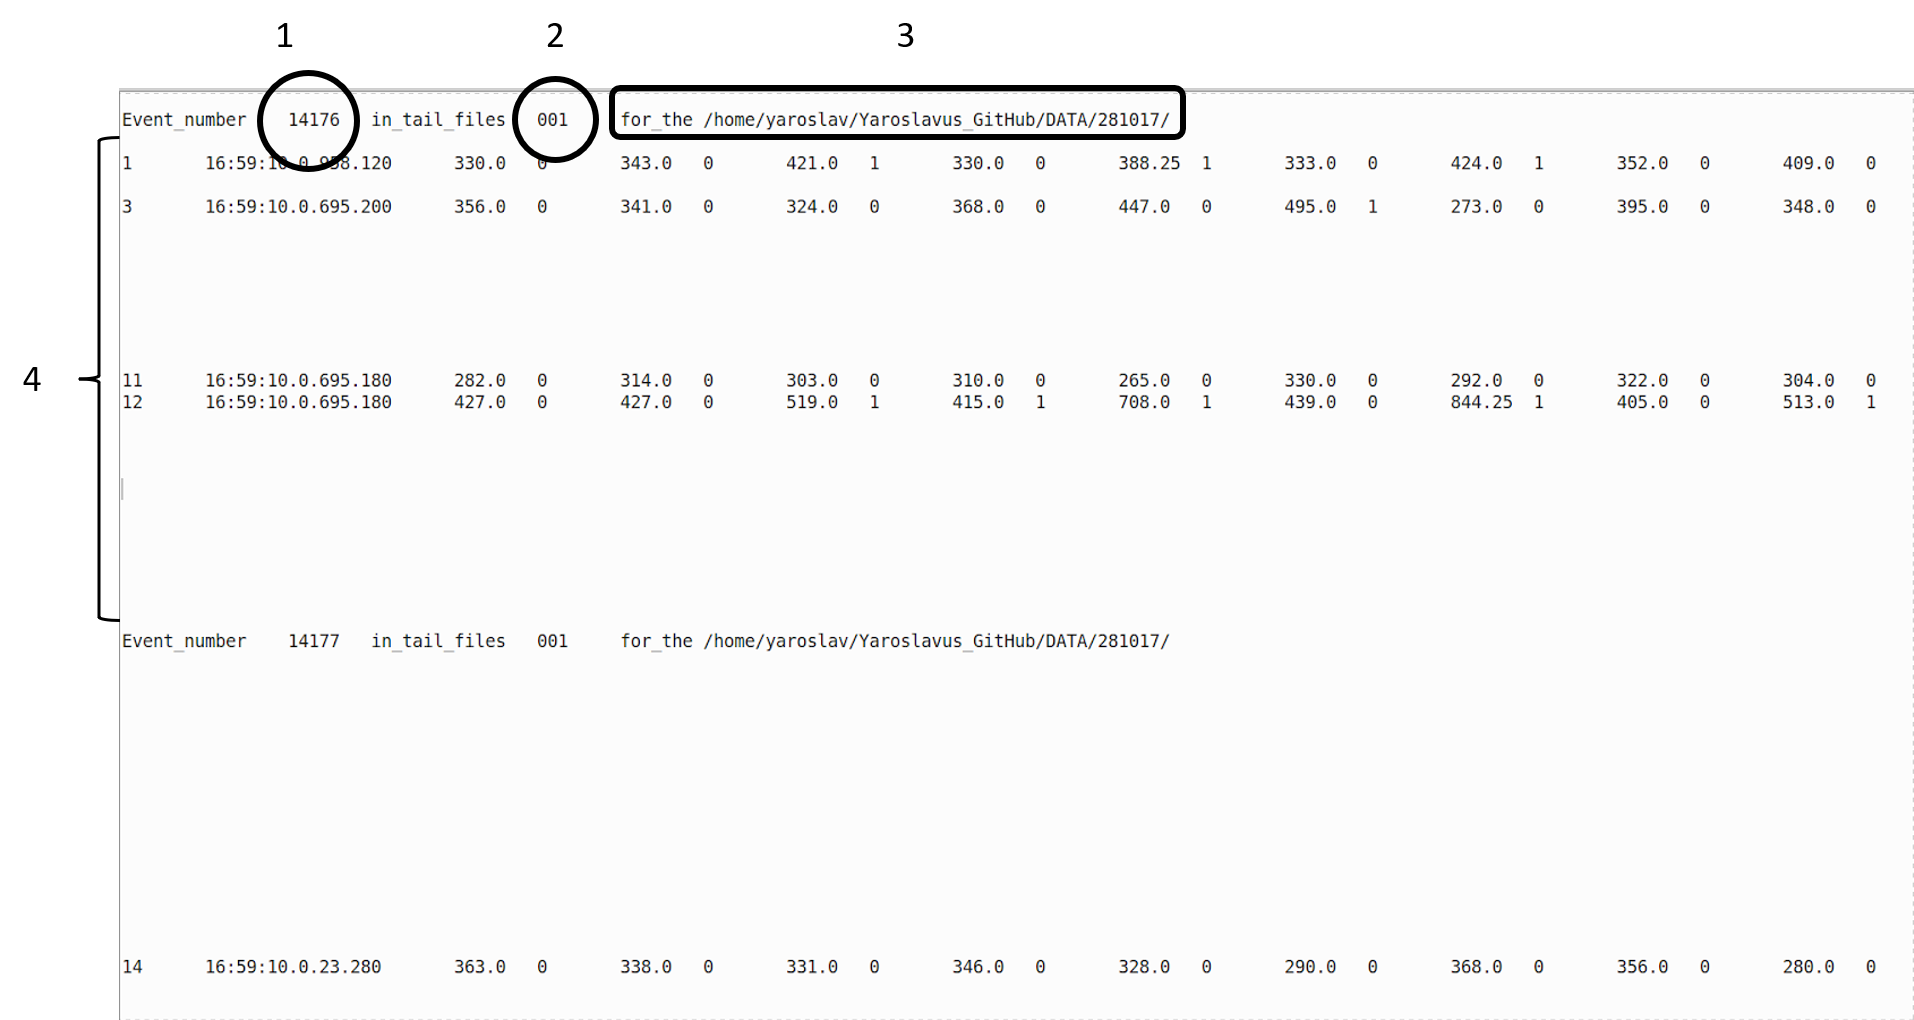 1 2 3
Event_number 14176 in_tail_files 001 for_the /home/yaroslav/Yaroslavus_GitHub/DATA/281017/
1 16:59:10.0.958.120 330.0 0 343.0 0 421.0 1 330.0 0 388.25 1 333.0 0 424.0 1 352.0 0 409.0 0
3 16:59:10.0.695.200 356.0 0 341.0 0 324.0 0 368.0 0 447.0 0 495.0 1 273.0 0 395.0 0 348.0 0
4
11 16:59:10.0.695.180 282.0 0 314.0 0 303.0 0 310.0 0 265.0 0 330.0 0 292.0 0 322.0 0 304.0 0
12 16:59:10.0.695.180 427.0 0 427.0 0 519.0 1 415.0 1 708.0 1 439.0 0 844.25 1 405.0 0 513.0 1
Event_number 14177 in_tail_files 001 for_the /home/yaroslav/Yaroslavus_GitHub/DATA/281017/
14 16:59:10.0.23.280 363.0 0 338.0 0 331.0 0 346.0 0 328.0 0 290.0 0 368.0 0 356.0 0 280.0 0